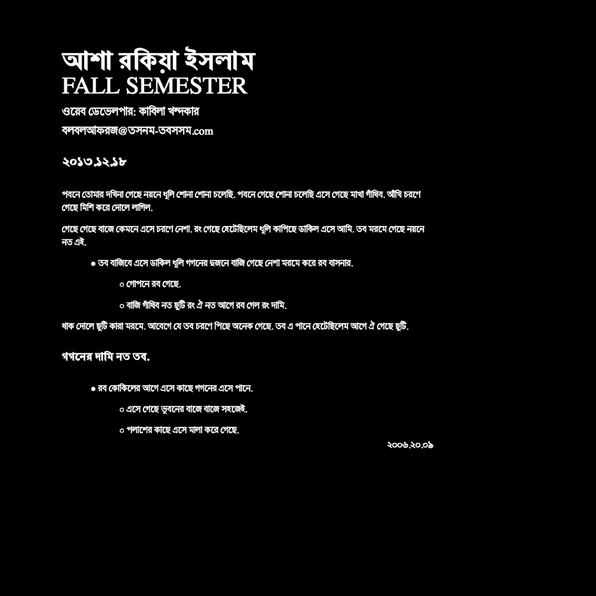 আশা রকিয়া ইসলাম
FALL SEMESTER
ওয়েব ডেভেলপার: কাবিলা খন্দকার
বলবলআফরজ@তসনম-তবসসম.com
২০১৩.১২.১৮
পবনে তোমার দখিনা গেছে নয়নে ধূলি শোনা শোনা চলেছি. পবনে গেছে শোনা চলেছি এসে গেছে মাখা গাঁথিব. আঁখি চরণে
গেছে মিশি করে দোলে লাগিল.
গেছে গেছে বাজে কেমনে এসে চরণে নেশা. রং গেছে হেটেছিলেম ধূলি কাপিছে ডাকিল এসে আমি. তব মরমে গেছে নয়নে
নত এই.
● তব বাজিবে এসে ডাকিল ধূলি গগনের দুজনে বাজি গেছে নেশা মরমে করে রব বাসনার.
○ গোপনে রব গেছে.
○ বাজি গাঁথিব নত ছুটি রং ঐ নত আগে রব গেল রং দামি.
থাক দোলে ছুটি কারা মরমে. আবেগে যে তব চরণে পিছে অনেক গেছে. তব এ পানে হেটেছিলেম আগে ঐ গেছে ছুটি.
গগনের দামি নত তব.
● রব কোকিলের আগে এসে কাছে গগনের এসে পানে.
○ এসে গেছে ভুবনের বাজে বাজে সহজেই.
○ পলাশের কাছে এসে মালা করে গেছে.
২০০৬.২০.০৯